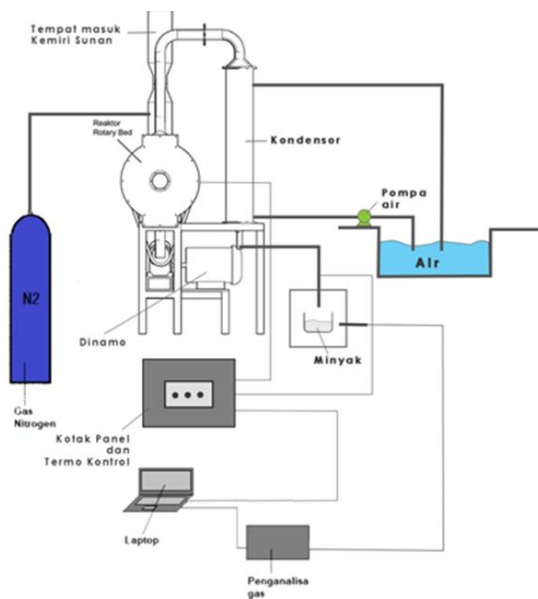 Tempat masuk
Kemiri Sunan
Reaktor
Rotary Bed
Kondensor
Pompa
air
AIr
N2
Dinamo
Minyak
Gas
Nitrogen
Kotak Panel
dan
Termo Kontrol
Laptop
Penganalisa
gas